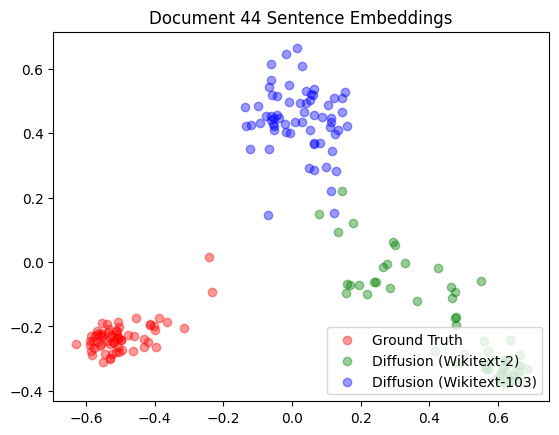 Document 44 Sentence Embeddings
0.6
0.4
0.2
0.0
−0.2
−0.4
Ground Truth
Diffusion (Wikitext-2)
Diffusion (Wikitext-103)
−0.6 −0.4 −0.2 0.0 0.2 0.4 0.6